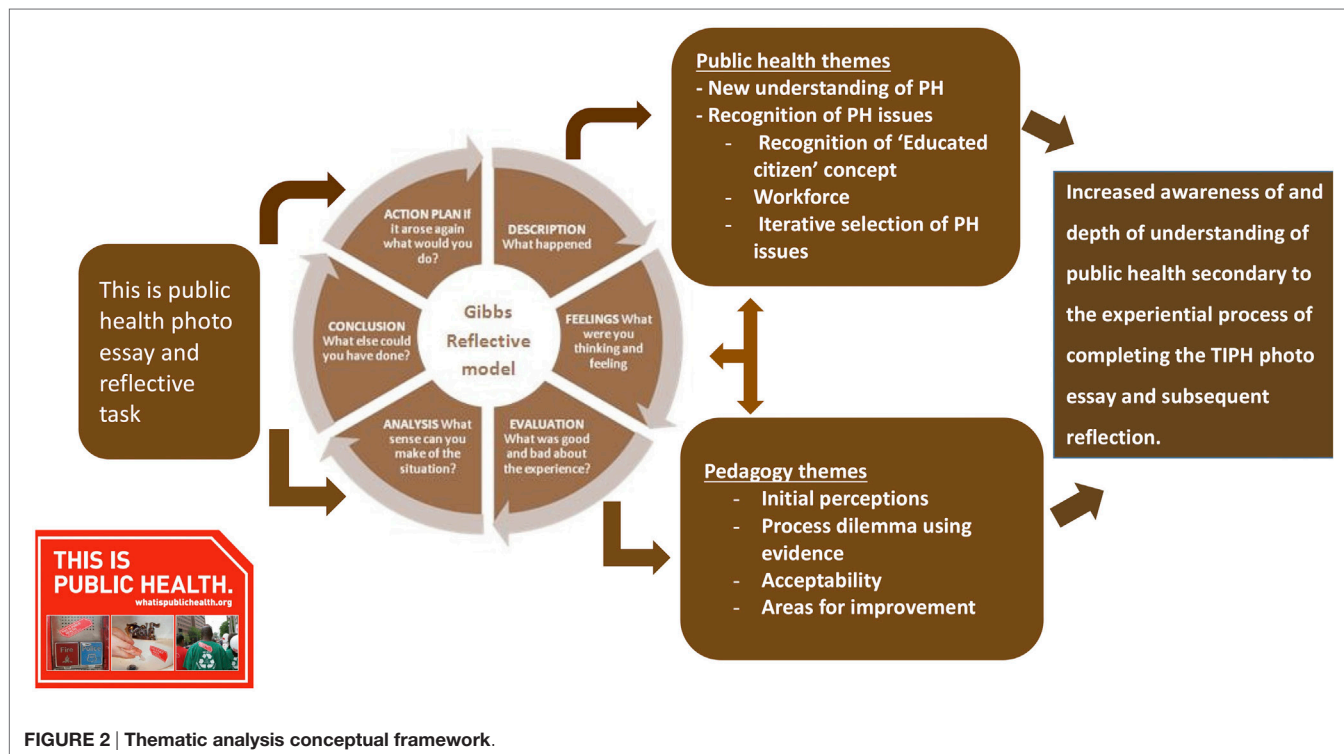 This is public
health photo
essay and
reflective
task
ACTION PLAN If
it arose again
what would you
do?
DESCRIPTION
What happened
FEELINGS What
were you
thinking and
feeling
EVALUATION
What was good
and bad about
the experience?
ANALYSIS What
sense can you
make of the
situation?
CONCLUSION
What else could
you have done?
Gibbs
Reflective
model
Public health themes
- New understanding of PH
- Recognition of PH issues
- Recognition of ‘Educated
citizen’ concept
- Workforce
- Iterative selection of PH
issues
Pedagogy themes
- Initial perceptions
- Process dilemma using
evidence
- Acceptability
- Areas for improvement
Increased awareness of and
depth of understanding of
public health secondary to
the experiential process of
completing the TIPH photo
essay and subsequent
reflection.
THIS IS
PUBLIC HEALTH.
whatispublichealth.org
Fire
FIGURE 2 | Thematic analysis conceptual framework.